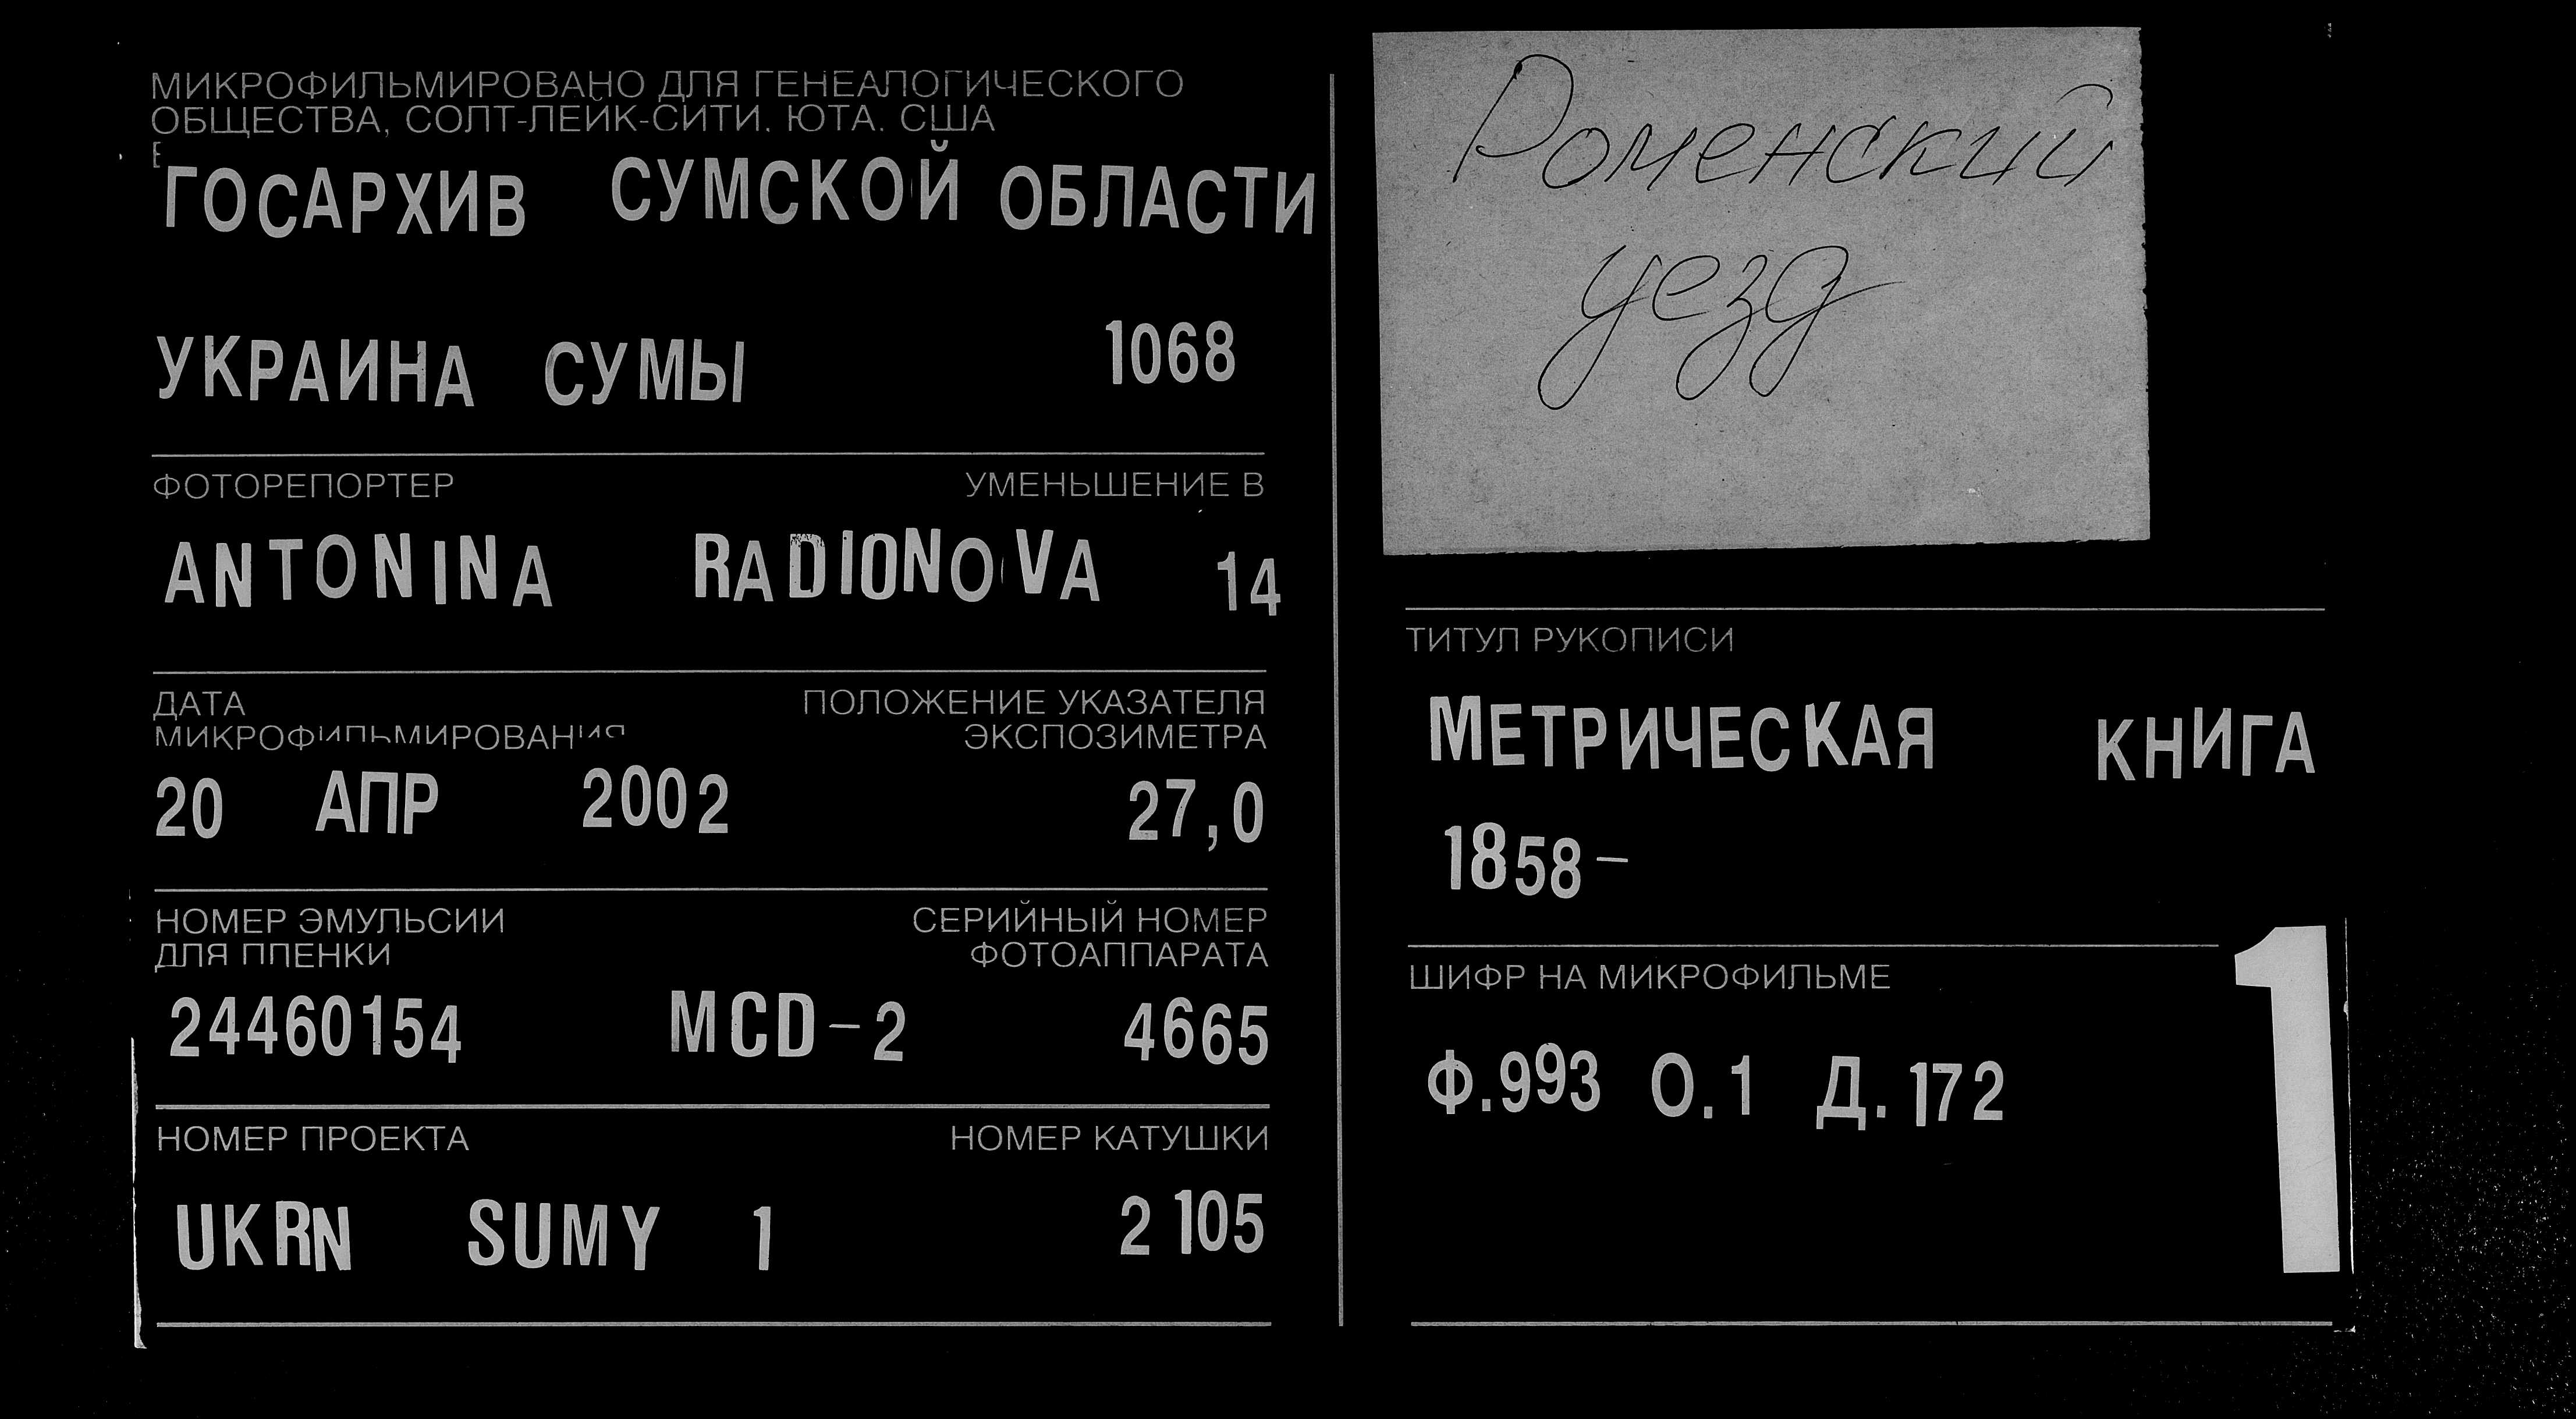 МИКРОФИЛЬМИРОВАНО ДЛЯ ГЕНЕАЛОГИЧЕСКОГО
ОБЩЕСТВА, СОЛТ-ЛЕЙК-СИТИ, ЮТА, США
ГОСАРХИВ СУМСКОЙ ОБЛАСТИ
УКРАИНА СУМЫ 1068
ФОТОРЕПОРТЕР УМЕНЬШЕНИЕ В
ANTONINA RADIONOVA 14
ДАТА ПОЛОЖЕНИЕ УКАЗАТЕЛЯ
МИКРОФИЛЬМИРОВАНИЯ ЭКСПОЗИМЕТРА
20 АПР 2002 27,0
НОМЕР ЭМУЛЬСИИ СЕРИЙНЫЙ НОМЕР
ДЛЯ ПЛЕНКИ ФОТОАППАРАТА
24460154 MCD-2 4665
НОМЕР ПРОЕКТА НОМЕР КАТУШКИ
UKRN SUMY 1 2105
Роменский
уезд
ТИТУЛ РУКОПИСИ
МЕТРИЧЕСКАЯ КНИГА
1858-
ШИФР НА МИКРОФИЛЬМЕ
Ф.993 О.1 Д.172
1